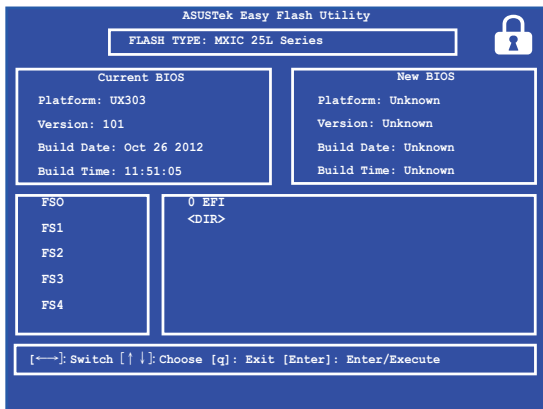 ASUSTek Easy Flash Utility
FLASH TYPE: MXIC 25L Series
Current BIOS
Platform: UX303
Version: 101
Build Date: Oct 26 2012
Build Time: 11:51:05
New BIOS
Platform: Unknown
Version: Unknown
Build Date: Unknown
Build Time: Unknown
FSO
FS1
FS2
FS3
FS4
0 EFI
<DIR>
[←→]: Switch [↑↓]: Choose [q]: Exit [Enter]: Enter/Execute